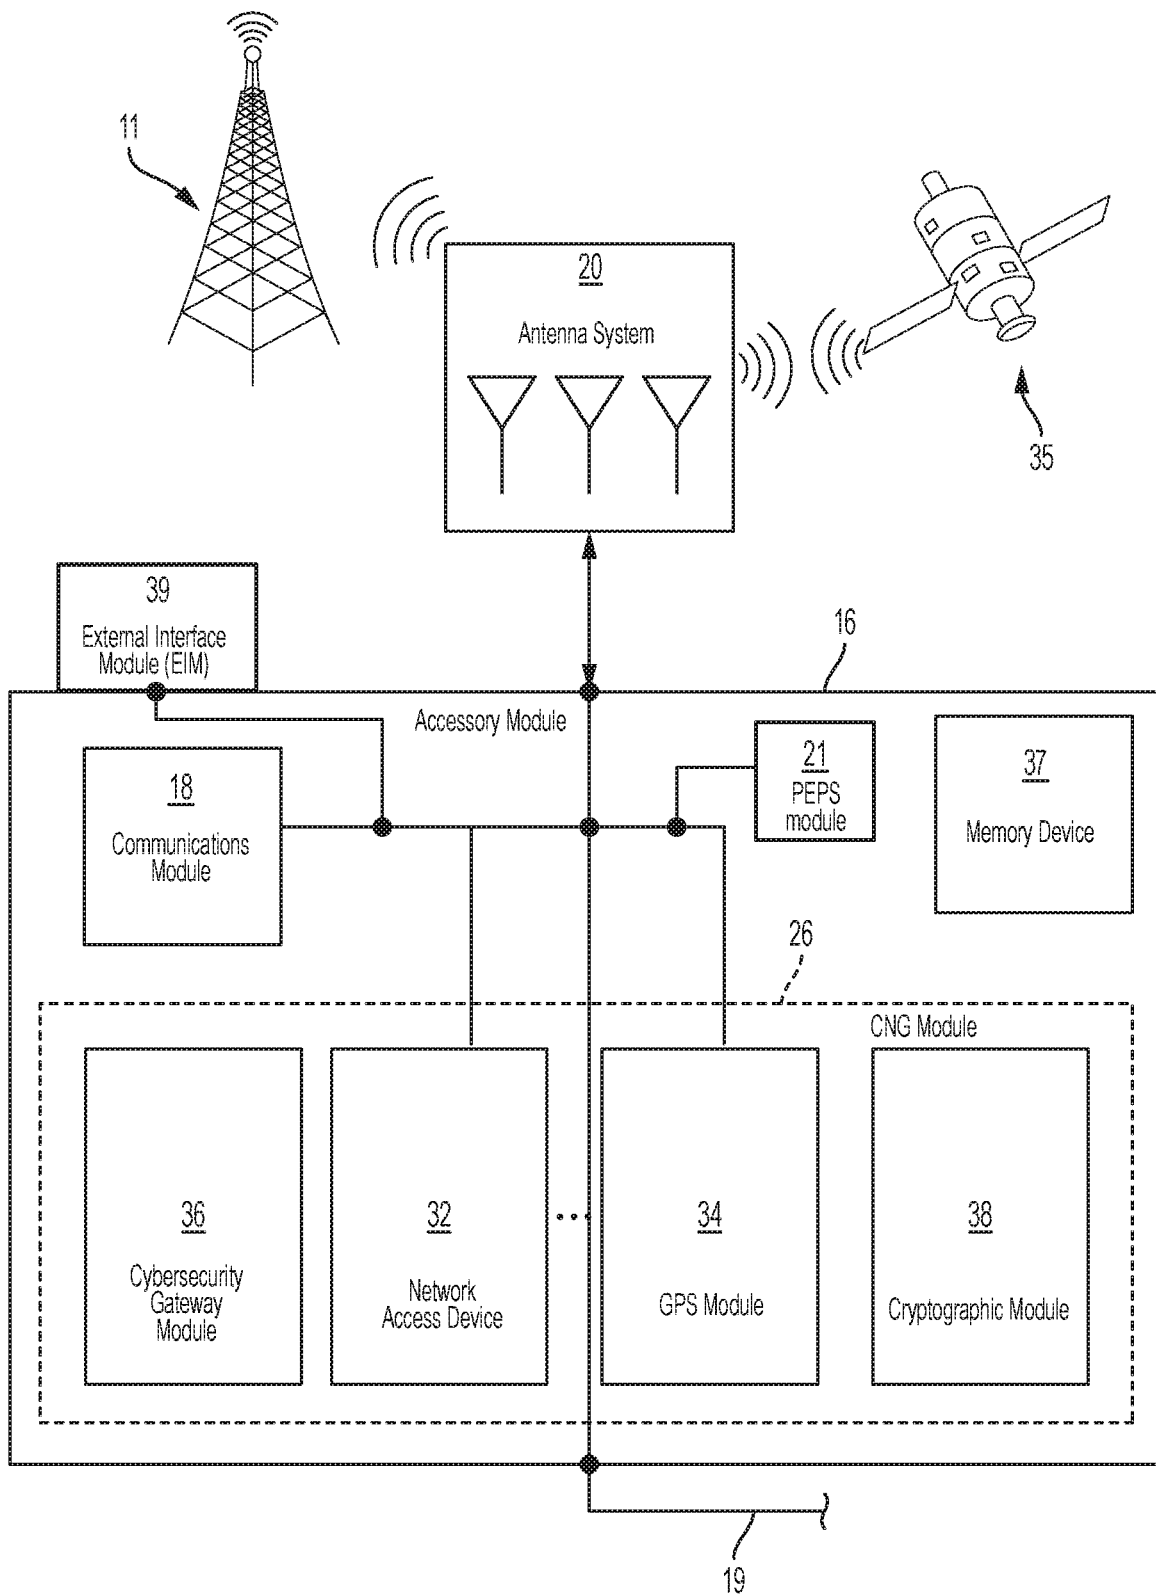 11
20
Antenna System
35
39
External Interface
Module (EIM)
16
Accessory Module
18
Communications
Module
21
PEPS
module
37
Memory Device
26
CNG Module
36
Cybersecurity
Gateway
Module
32
Network
Access Device
...
34
GPS Module
38
Cryptographic Module
19